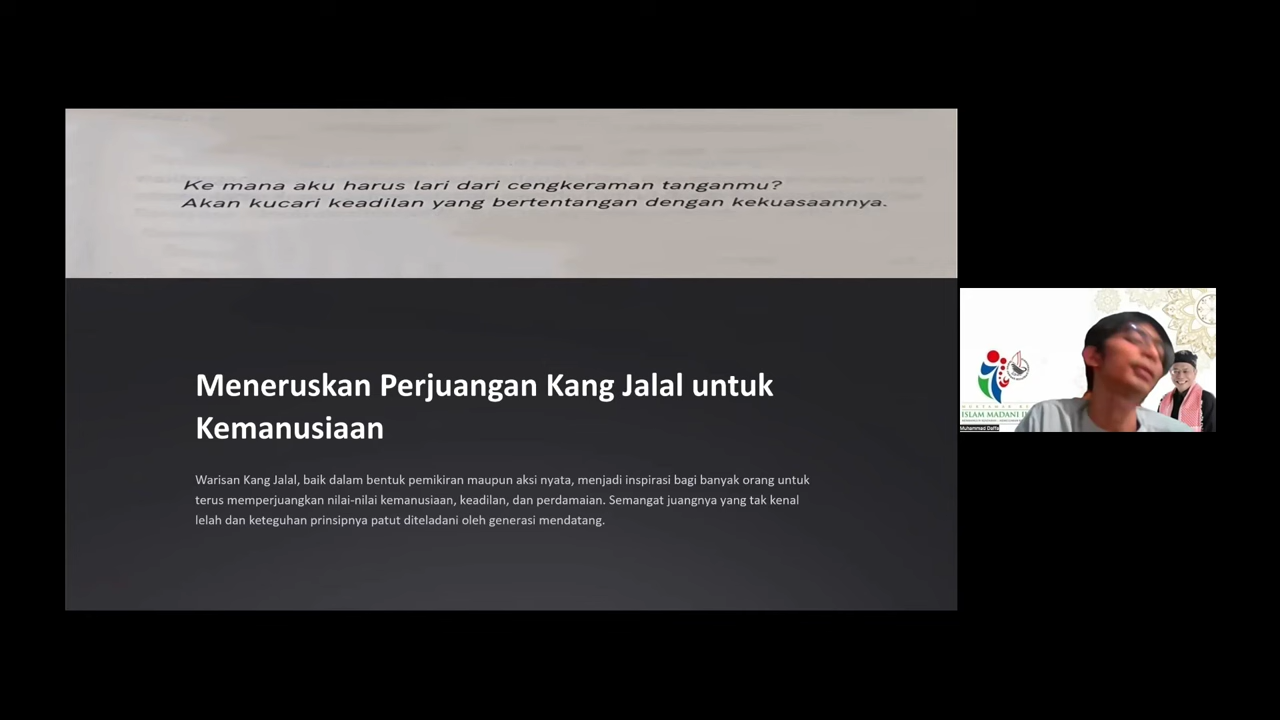 Ke mana aku harus lari dari cengkeraman tanganmu?
Akan kucari keadilan yang bertentangan dengan kekuasaannya.
Meneruskan Perjuangan Kang Jalal untuk
Kemanusiaan
Warisan Kang Jalal, baik dalam bentuk pemikiran maupun aksi nyata, menjadi inspirasi bagi banyak orang untuk
terus memperjuangkan nilai-nilai kemanusiaan, keadilan, dan perdamaian. Semangat juangnya yang tak kenal
lelah dan keteguhan prinsipnya patut diteladani oleh generasi mendatang.
ISLAM MADANI
Muhammad Daffa